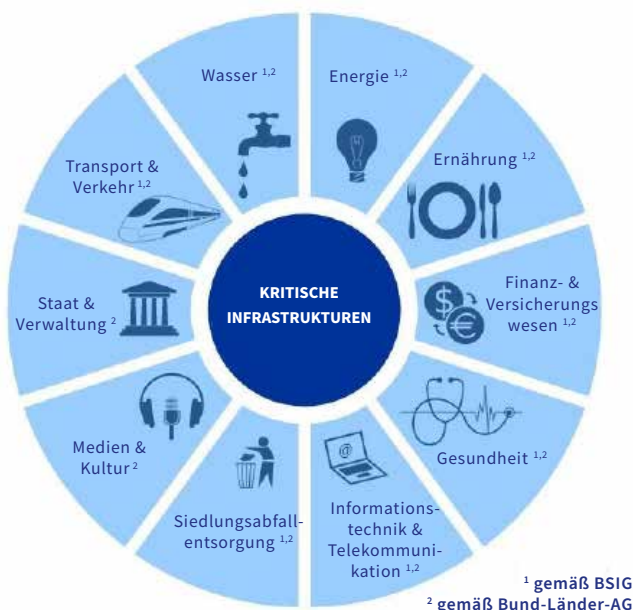 Wasser 1,2
Energie 1,2
Ernährung 1,2
Finanz- &
Versicherungs
wesen 1,2
Gesundheit 1,2
Informations-
technik &
Telekommuni-
kation 1,2
@
Siedlungsabfall-
entsorgung 1,2
Medien &
Kultur 2
Staat &
Verwaltung 2
Transport &
Verkehr 1,2
KRITISCHE
INFRASTRUKTUREN
$
€
1 gemäß BSIG
2 gemäß Bund-Länder-AG